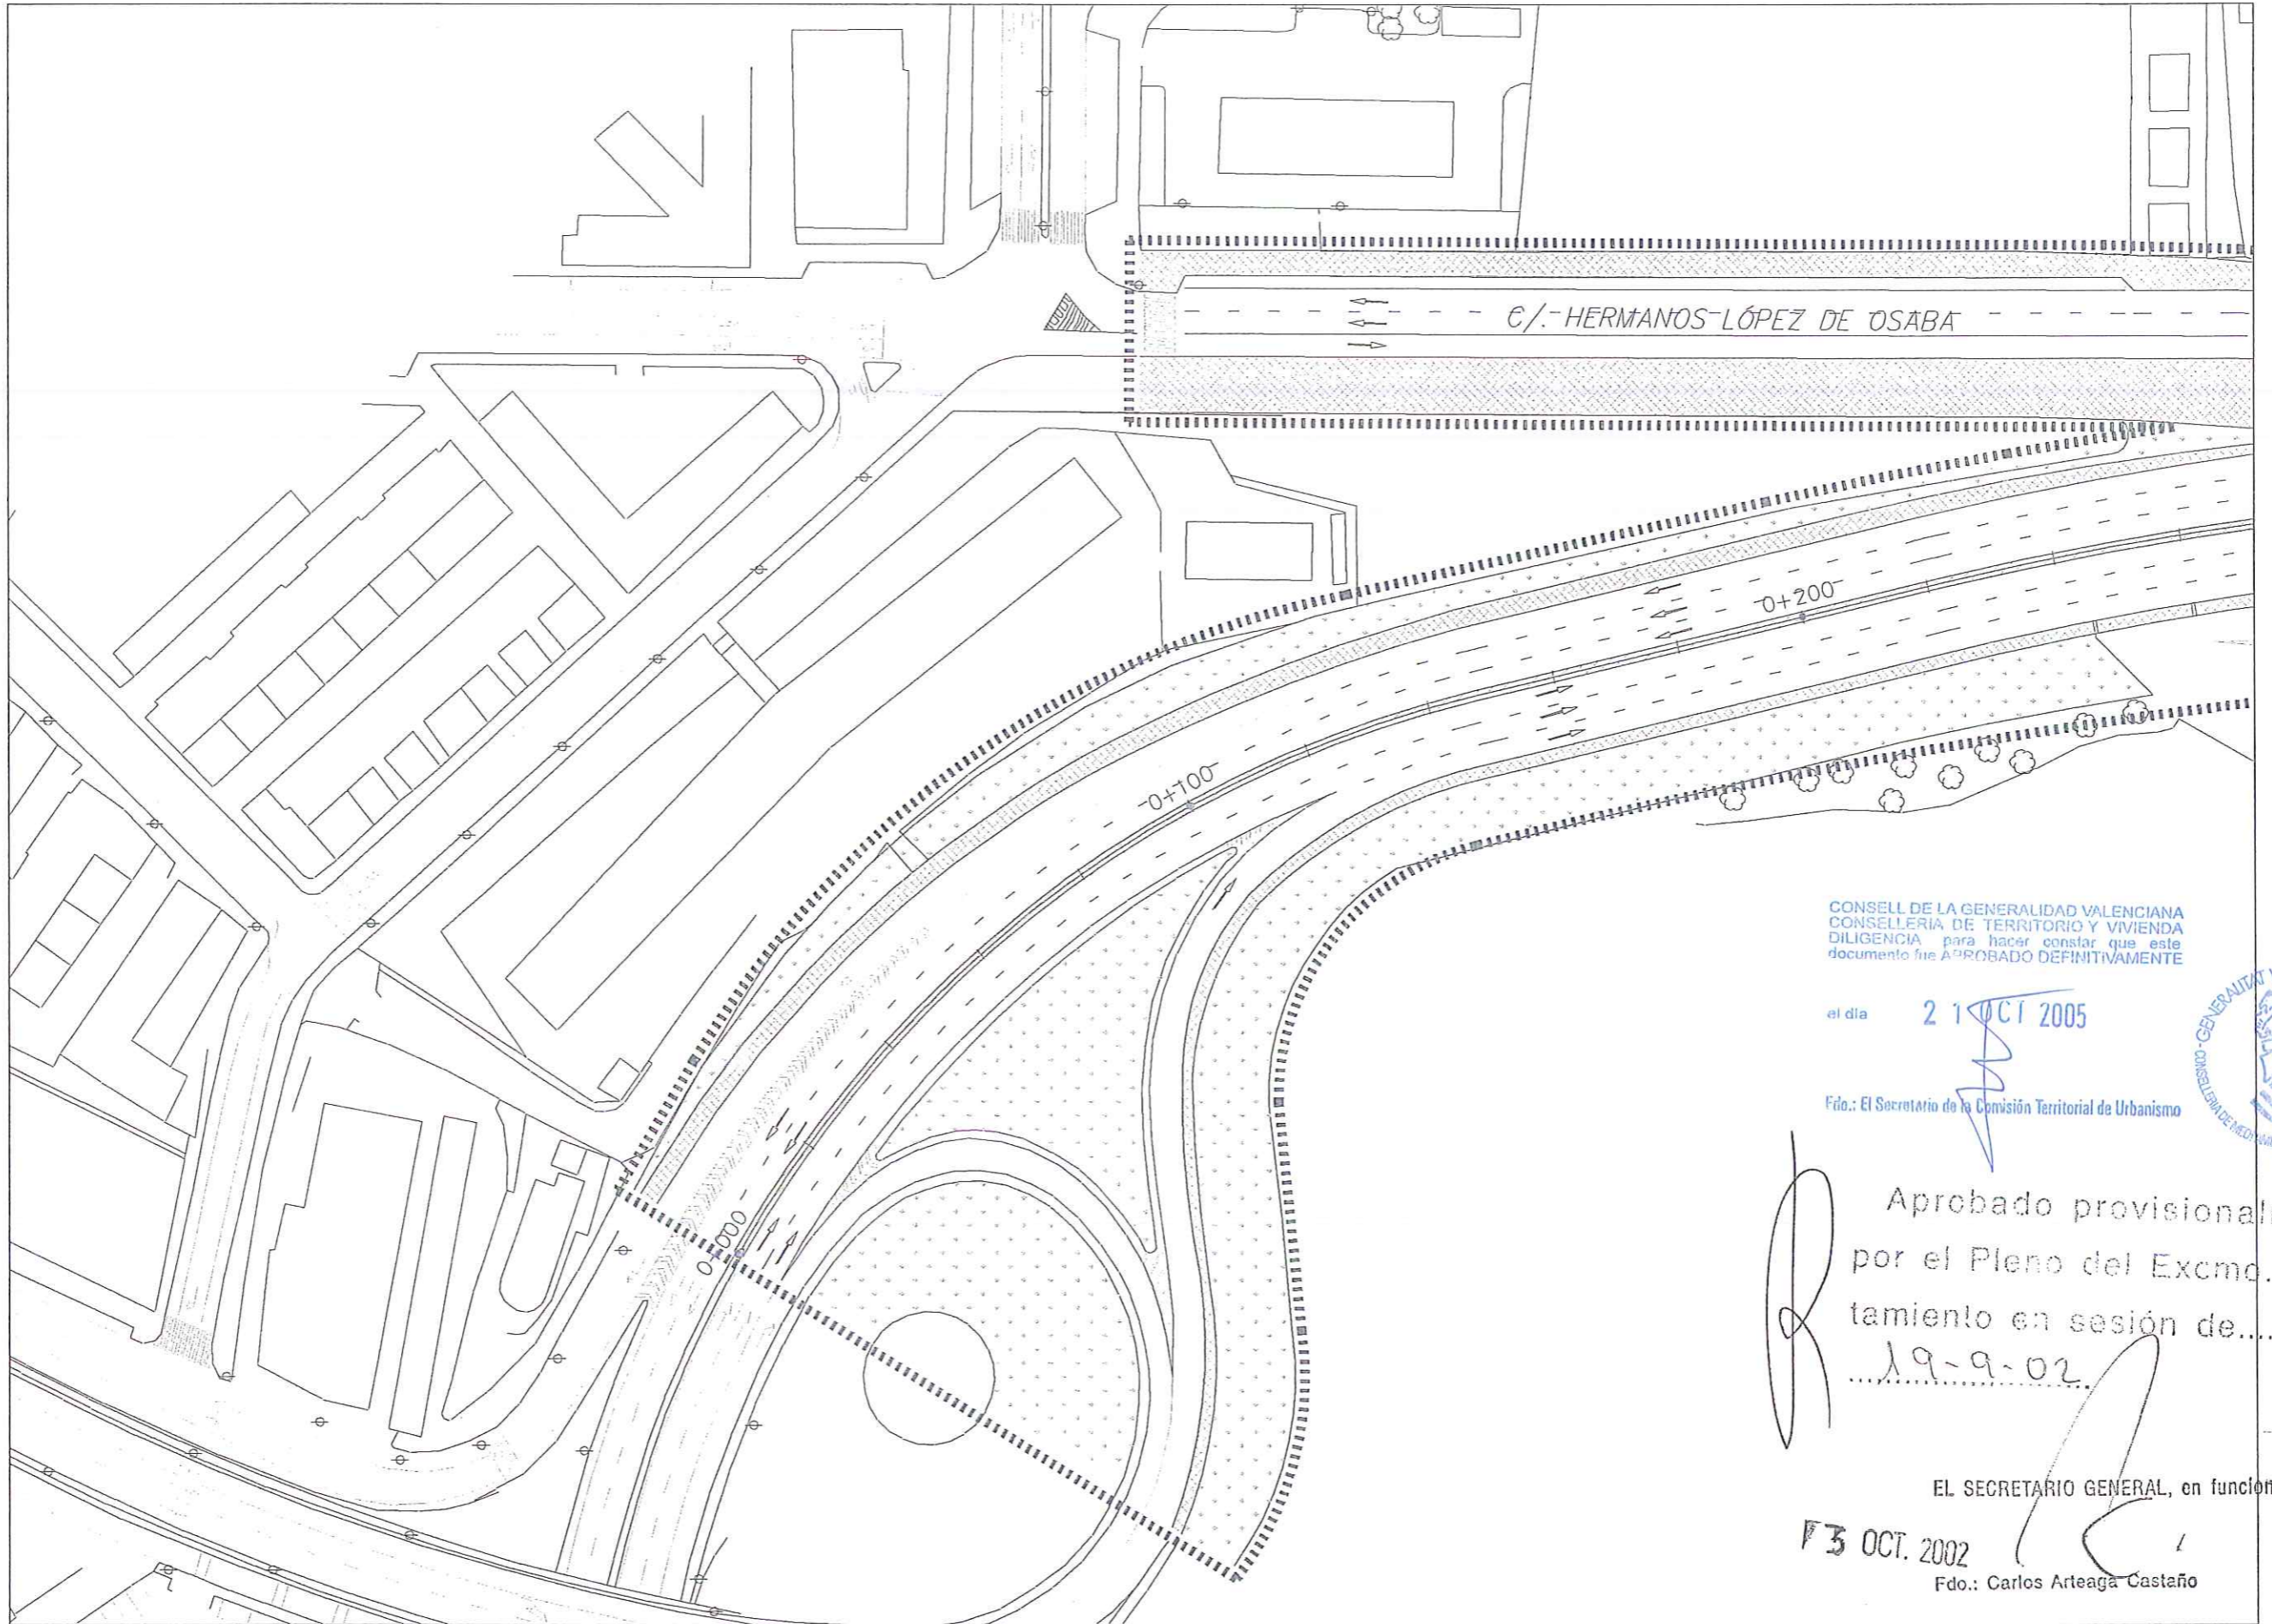 C/.-HERMANOS-LÓPEZ DE OSABA
0+200
0+100
0+000
CONSELL DE LA GENERALIDAD VALENCIANA
CONSELLERIA DE TERRITORIO Y VIVIENDA
DILIGENCIA para hacer constar que este
documento fue APROBADO DEFINITIVAMENTE
el dia 21 OCT 2005
Fdo.: El Secretario de la Comisión Territorial de Urbanismo
GENERALITAT
Aprobado provisional
por el Pleno del Excmo.
tamiento en sesión de....
19-9-02
EL SECRETARIO GENERAL, en funcion
3 OCT. 2002
Fdo.: Carlos Arteaga Castaño